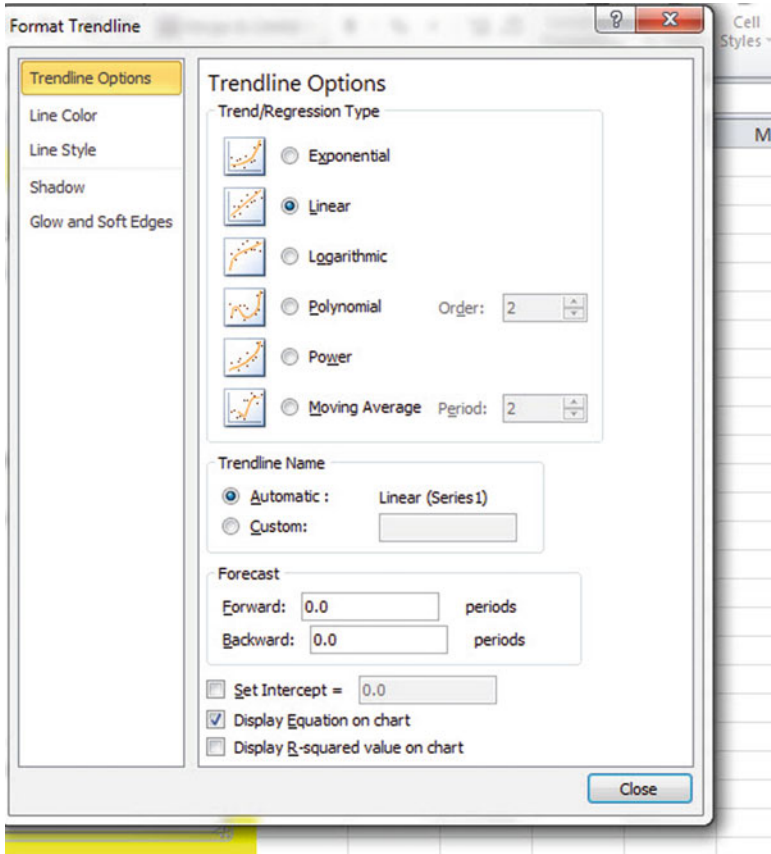 Format Trendline
Cell
Styles
M
Trendline Options
Line Color
Line Style
Shadow
Glow and Soft Edges
Trendline Options
Trend/Regression Type
Exponential
Linear
Logarithmic
Polynomial Order: 2
Power
Moving Average Period: 2
Trendline Name
Automatic : Linear (Series1)
Custom:
Forecast
Forward: 0.0 periods
Backward: 0.0 periods
Set Intercept = 0.0
Display Equation on chart
Display R-squared value on chart
Close